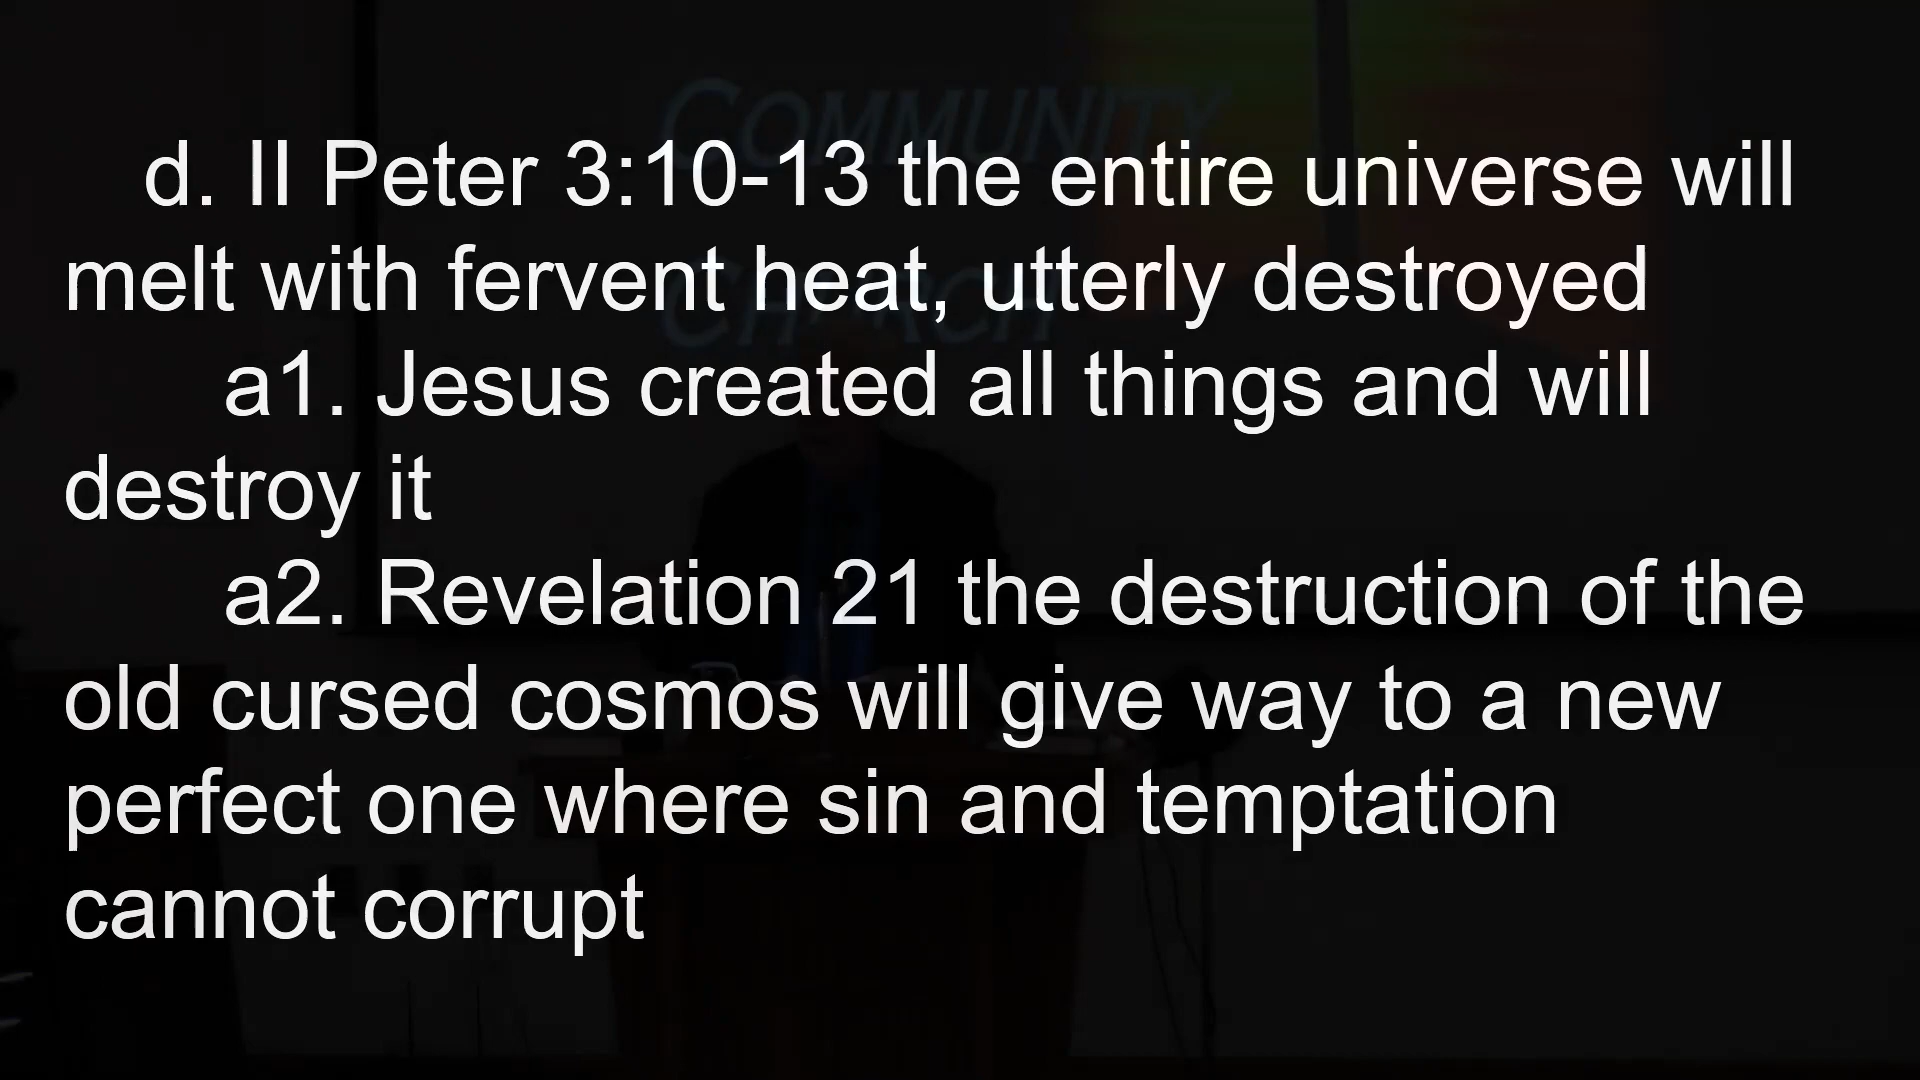 COMMUNITY
CHURCH
d. II Peter 3:10-13 the entire universe will
melt with fervent heat, utterly destroyed
a1. Jesus created all things and will
destroy it
a2. Revelation 21 the destruction of the
old cursed cosmos will give way to a new
perfect one where sin and temptation
cannot corrupt